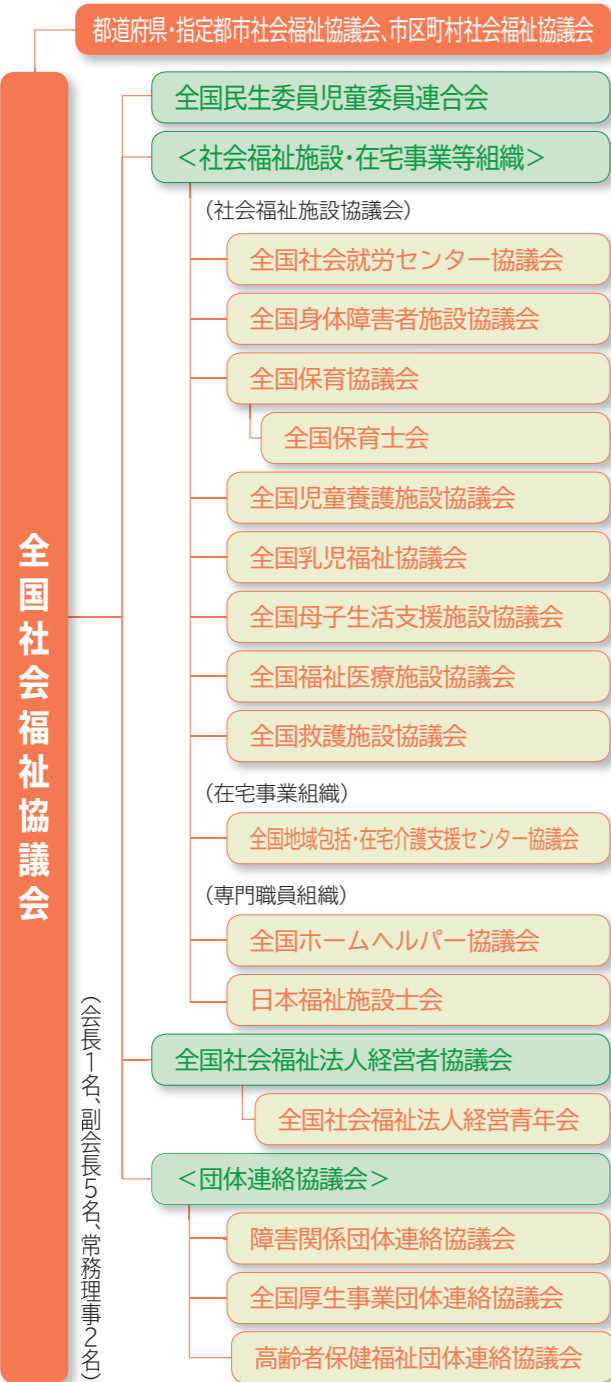 都道府県・指定都市社会福祉協議会、市区町村社会福祉協議会
全国社会福祉協議会
(会長1名、副会長5名、常務理事2名)
全国民生委員児童委員連合会
<社会福祉施設・在宅事業等組織>
(社会福祉施設協議会)
全国社会就労センター協議会
全国身体障害者施設協議会
全国保育協議会
全国保育士会
全国児童養護施設協議会
全国乳児福祉協議会
全国母子生活支援施設協議会
全国福祉医療施設協議会
全国救護施設協議会
(在宅事業組織)
全国地域包括・在宅介護支援センター協議会
(専門職員組織)
全国ホームヘルパー協議会
日本福祉施設士会
全国社会福祉法人経営者協議会
全国社会福祉法人経営青年会
<団体連絡協議会>
障害関係団体連絡協議会
全国厚生事業団体連絡協議会
高齢者保健福祉団体連絡協議会